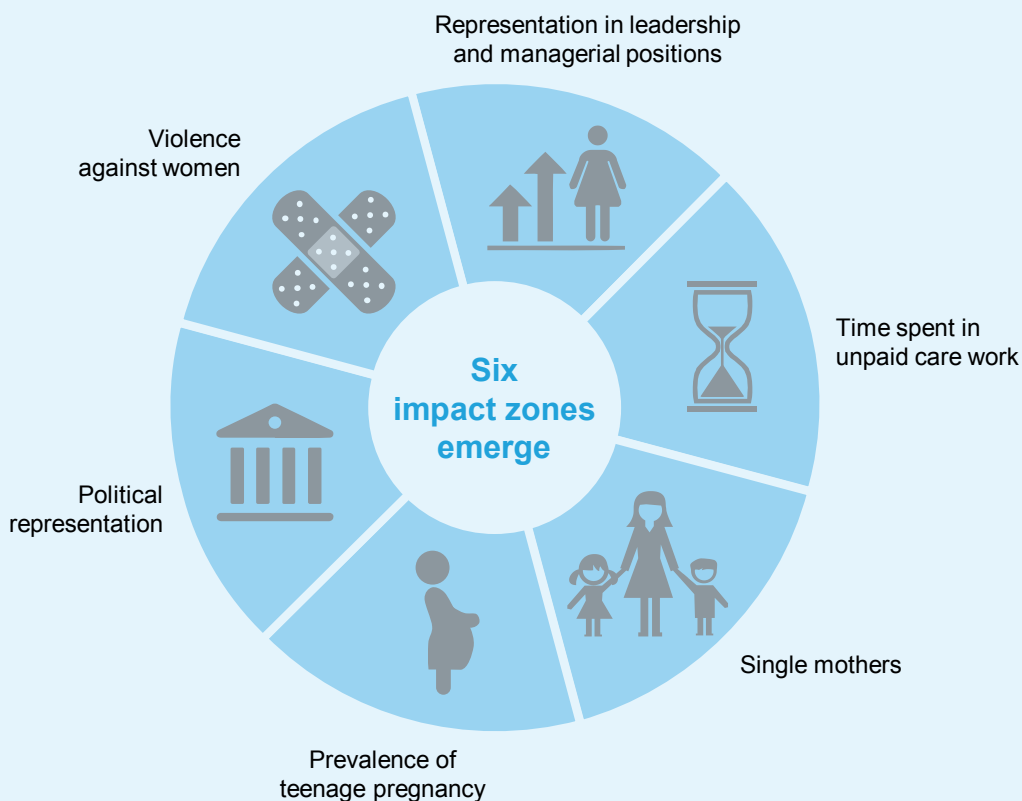 Representation in leadership
and managerial positions
Violence
against women
Time spent in
unpaid care work
Six
impact zones
emerge
Political
representation
Single mothers
Prevalence of
teenage pregnancy